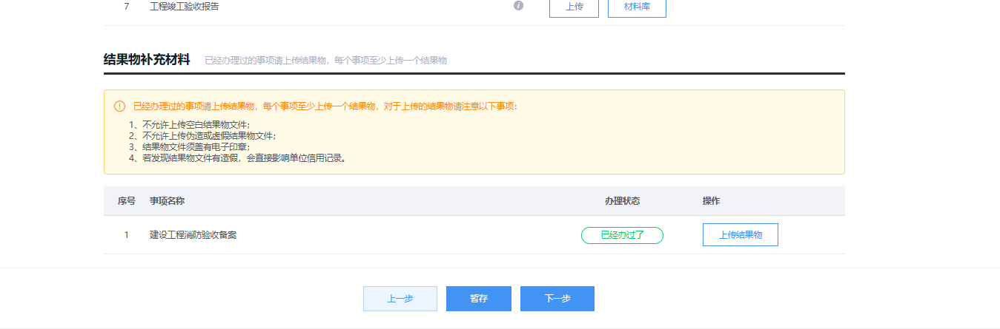 7 工程竣工验收报告 上传 材料库
结果物补充材料 已经办理过的事项请上传结果物，每个事项至少上传一个结果物
已经办理过的事项请上传结果物，每个事项至少上传一个结果物，对于上传的结果物请注意以下事项：
1、不允许上传空白结果物文件；
2、不允许上传伪造或虚假结果物文件；
3、结果物文件须盖有电子印章；
4、若发现结果物文件有造假，会直接影响单位信用记录。
序号 事项名称 办理状态 操作
1 建设工程消防验收备案 已经办过了 上传结果物
上一步 暂存 下一步